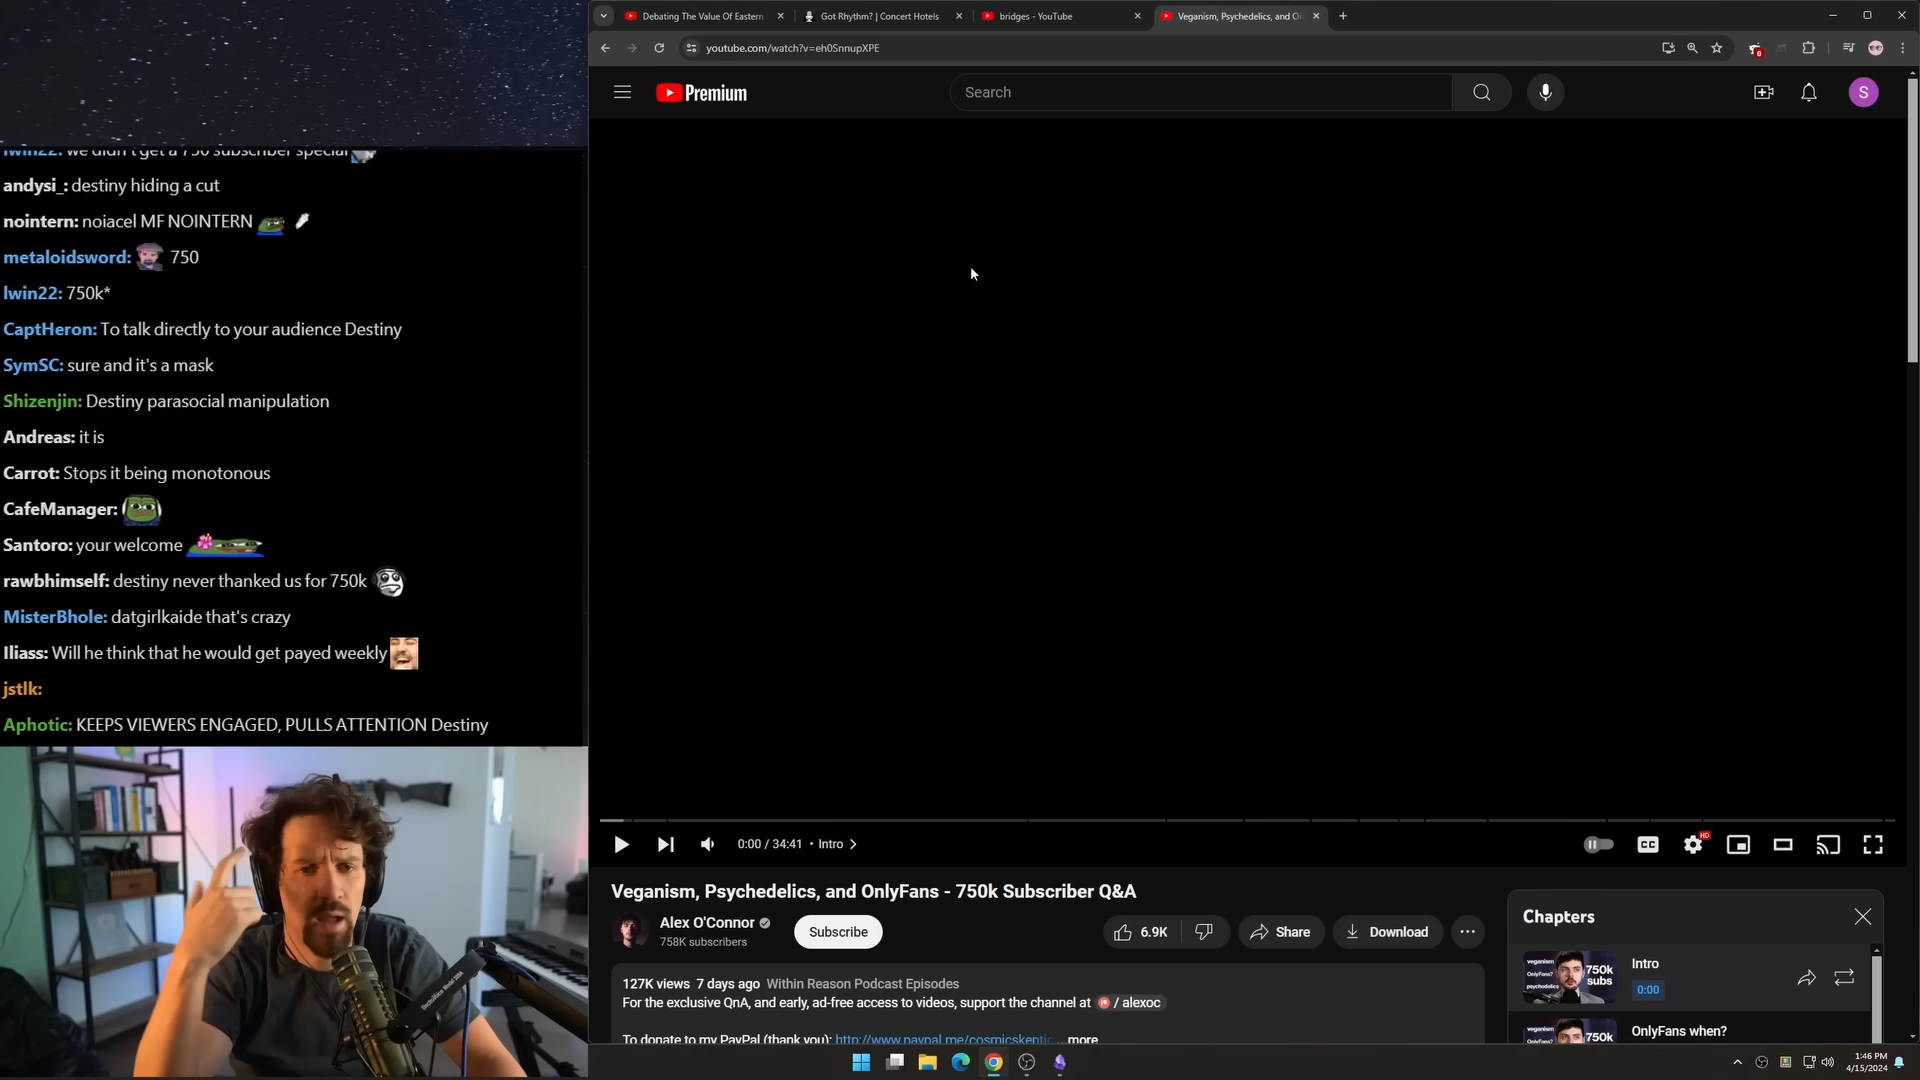 lwin22: we didn't get a 750 subscriber special
andysi_: destiny hiding a cut
nointern: noiacel MF NOINTERN
metaloidsword: 750
lwin22: 750k*
CaptHeron: To talk directly to your audience Destiny
SymSC: sure and it's a mask
Shizenjin: Destiny parasocial manipulation
Andreas: it is
Carrot: Stops it being monotonous
CafeManager:
Santoro: your welcome
rawbhimself: destiny never thanked us for 750k
MisterBhole: datgirlkaide that's crazy
Iliass: Will he think that he would get payed weekly
jstlk:
Aphotic: KEEPS VIEWERS ENGAGED, PULLS ATTENTION Destiny
Debating The Value Of Eastern
Got Rhythm? | Concert Hotels
bridges - YouTube
Veganism, Psychedelics, and On
youtube.com/watch?v=eh0SnnupXPE
0
Premium
Search
S
0:00 / 34:41 • Intro
CC
HD
Veganism, Psychedelics, and OnlyFans - 750k Subscriber Q&A
Alex O'Connor
758K subscribers
Subscribe
6.9K
Share
Download
127K views 7 days ago Within Reason Podcast Episodes
For the exclusive QnA, and early, ad-free access to videos, support the channel at / alexoc
To donate to my PayPal (thank you): http://www.paypal.me/cosmicskeptic ...more
Chapters
veganism
OnlyFans?
psychedelics
750k
subs
Intro
0:00
veganism
OnlyFans?
750k
OnlyFans when?
1:46 PM
4/15/2024